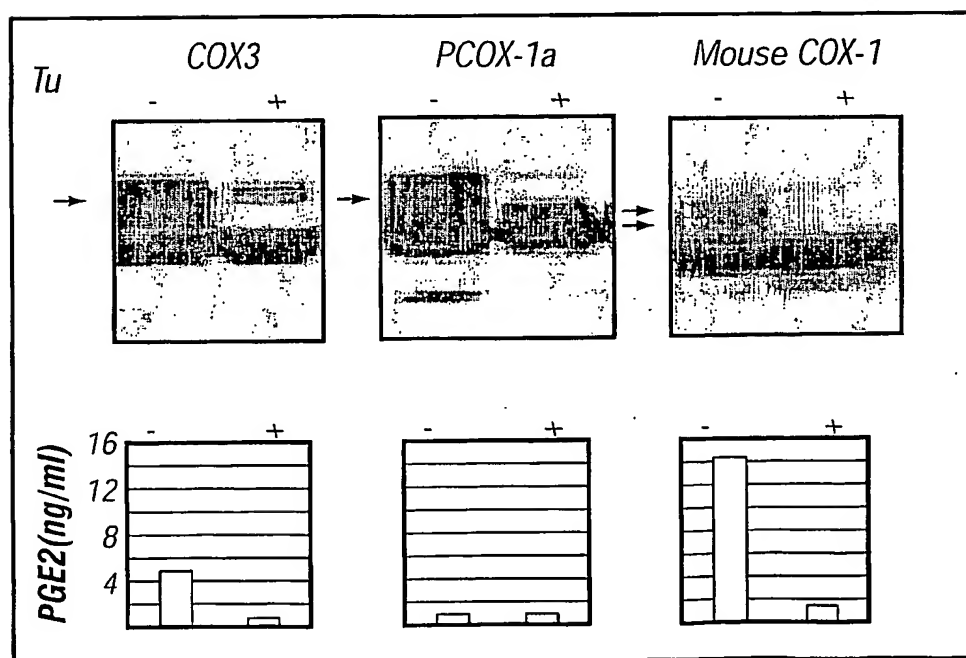 Tu COX3 PCOX-1a Mouse COX-1
- + - + - +
- + - + - +
PGE2(ng/ml)
16
12
8
4